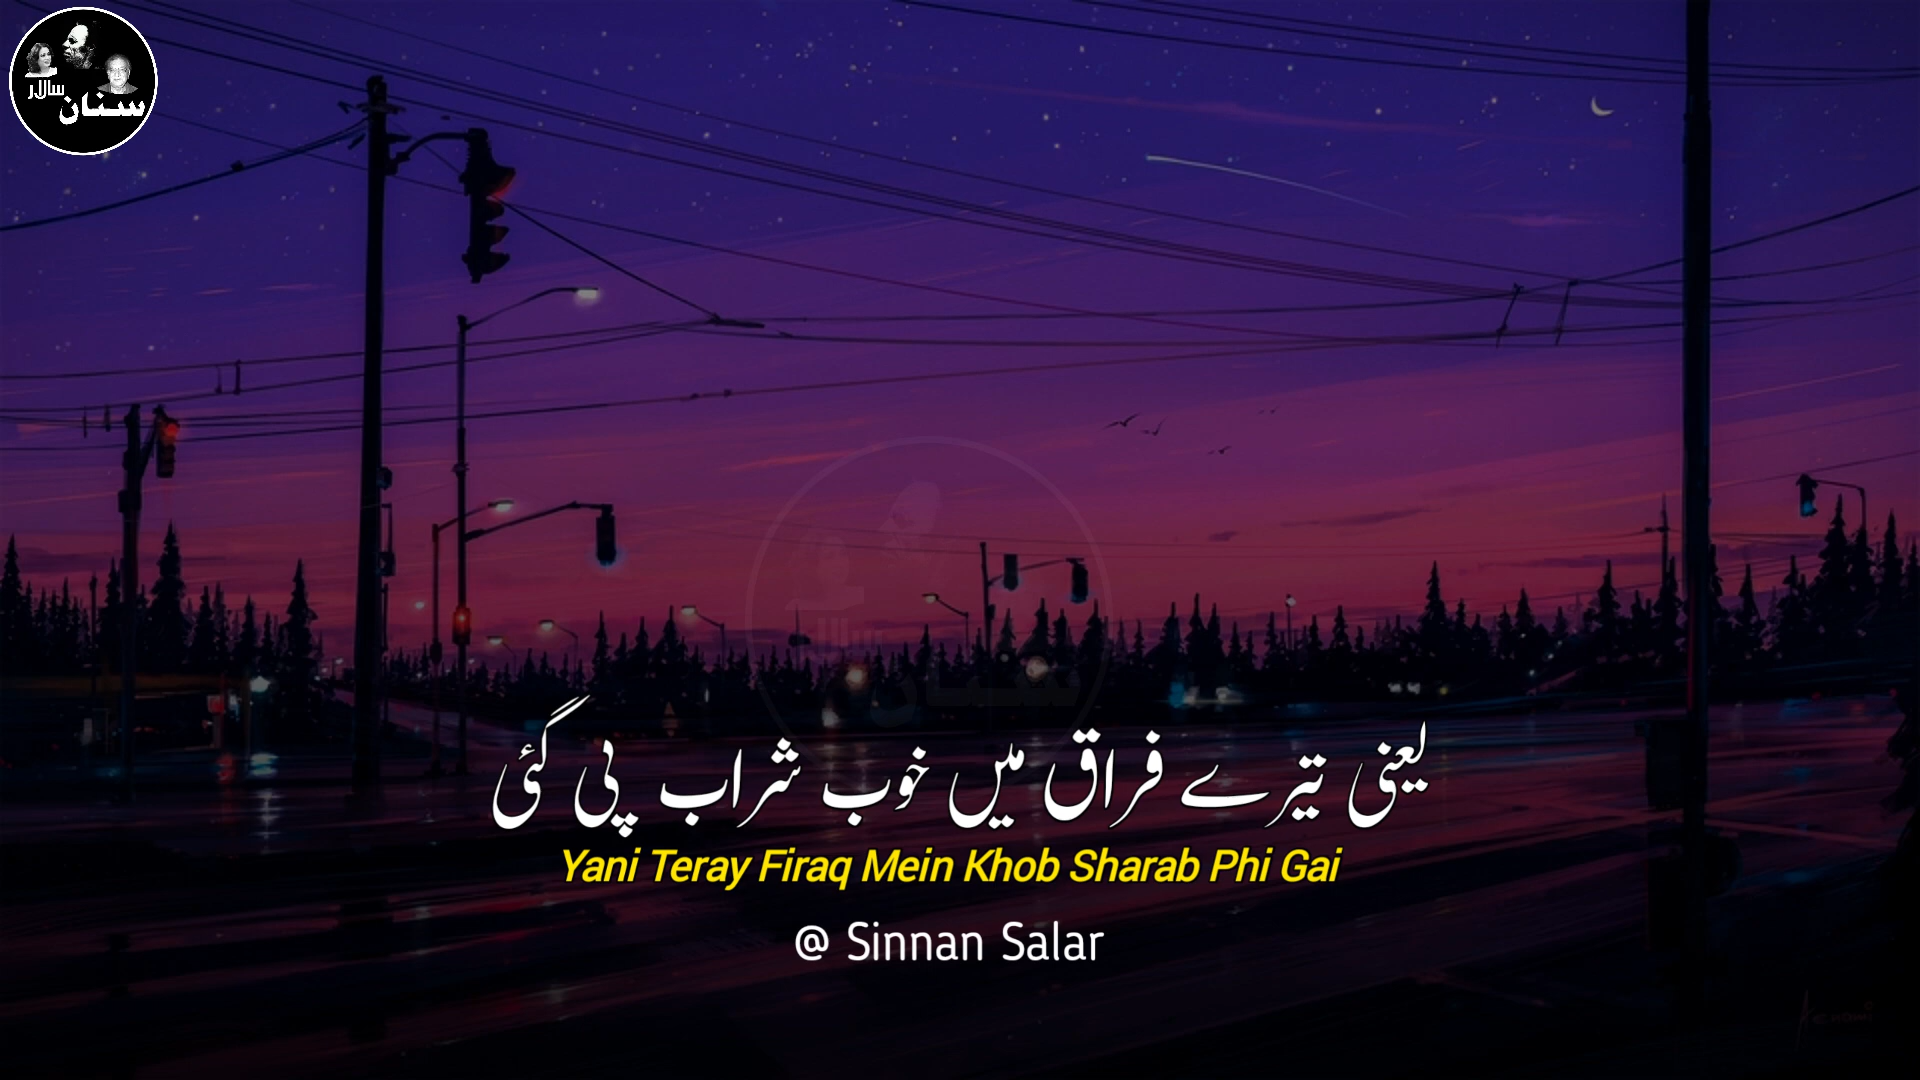 سنان سالار
یعنی تیرے فراق میں خوب شراب پی گئی
Yani Teray Firaq Mein Khob Sharab Phi Gai
@ Sinnan Salar